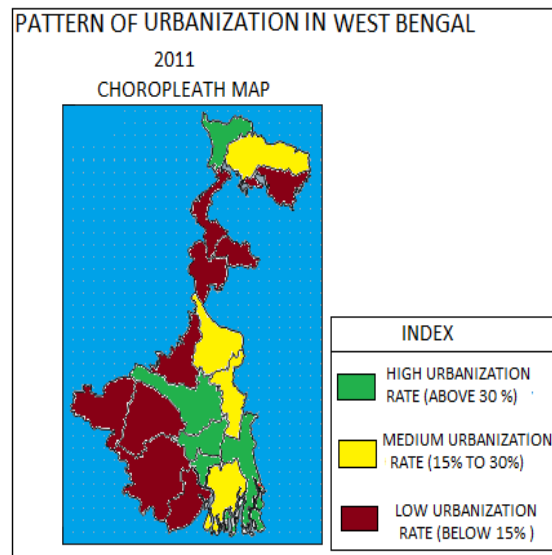 PATTERN OF URBANIZATION IN WEST BENGAL
2011
CHOROPLEATH MAP
INDEX
HIGH URBANIZATION
RATE (ABOVE 30 %)
MEDIUM URBANIZATION
RATE (15% TO 30%)
LOW URBANIZATION
RATE (BELOW 15% )